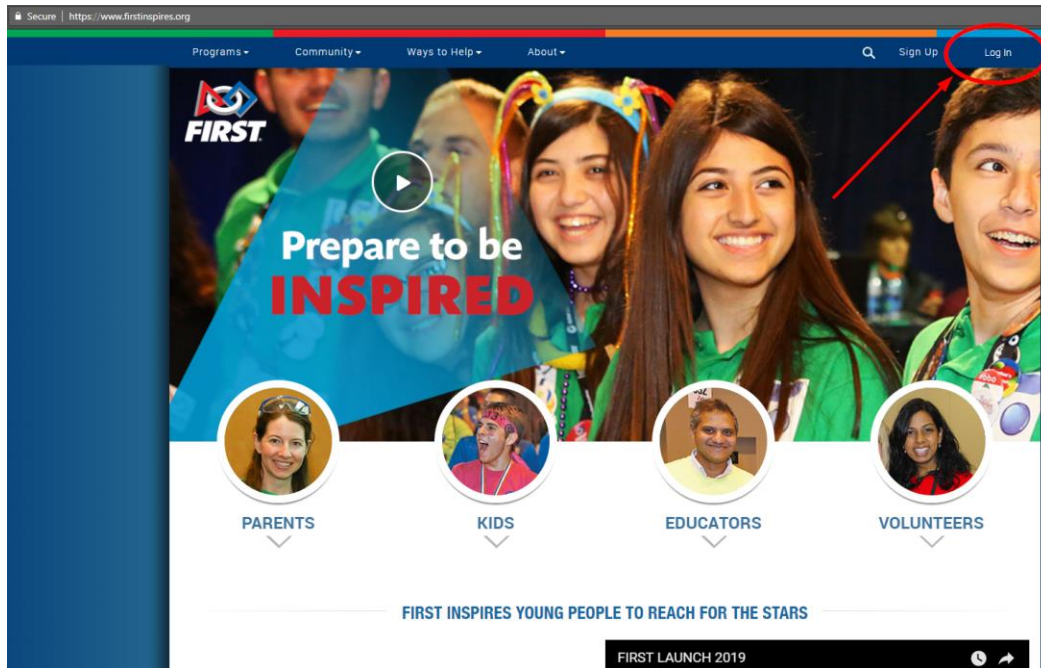 Secure | https://www.firstinspires.org
Programs Community Ways to Help About Sign Up Log In
FIRST
Prepare to be
INSPIRED
PARENTS KIDS EDUCATORS VOLUNTEERS
FIRST INSPIRES YOUNG PEOPLE TO REACH FOR THE STARS
FIRST LAUNCH 2019